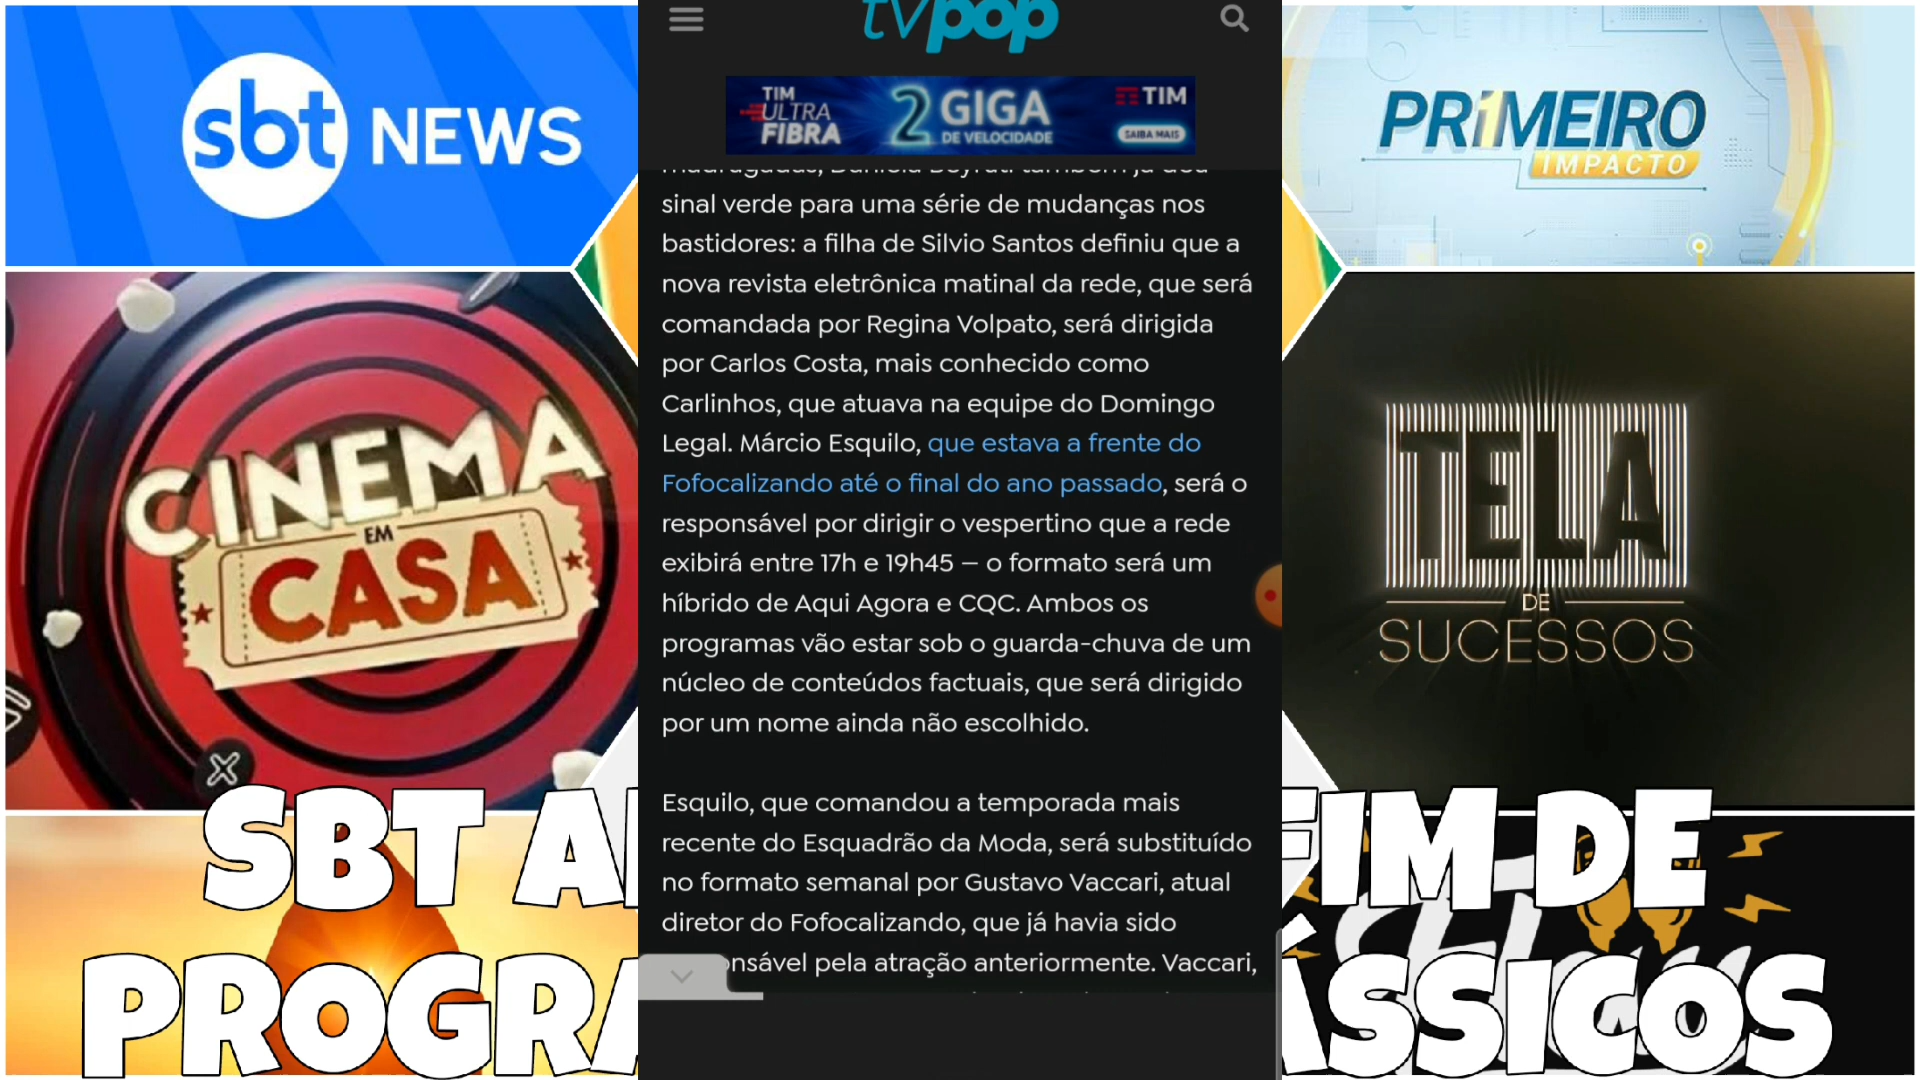 sbt NEWS
CINEMA
EM
CASA
SBT A
PROGR
tvpop
TIM
ULTRA
FIBRA
2 GIGA
DE VELOCIDADE
TIM
SAIBA MAIS
sinal verde para uma série de mudanças nos
bastidores: a filha de Silvio Santos definiu que a
nova revista eletrônica matinal da rede, que será
comandada por Regina Volpato, será dirigida
por Carlos Costa, mais conhecido como
Carlinhos, que atuava na equipe do Domingo
Legal. Márcio Esquilo, que estava a frente do
Fofocalizando até o final do ano passado, será o
responsável por dirigir o vespertino que a rede
exibirá entre 17h e 19h45 – o formato será um
híbrido de Aqui Agora e CQC. Ambos os
programas vão estar sob o guarda-chuva de um
núcleo de conteúdos factuais, que será dirigido
por um nome ainda não escolhido.
Esquilo, que comandou a temporada mais
recente do Esquadrão da Moda, será substituído
no formato semanal por Gustavo Vaccari, atual
diretor do Fofocalizando, que já havia sido
onsável pela atração anteriormente. Vaccari,
PR1MEIRO
IMPACTO
TELA
DE
SUCESSOS
FIM DE
ÁSSICOS